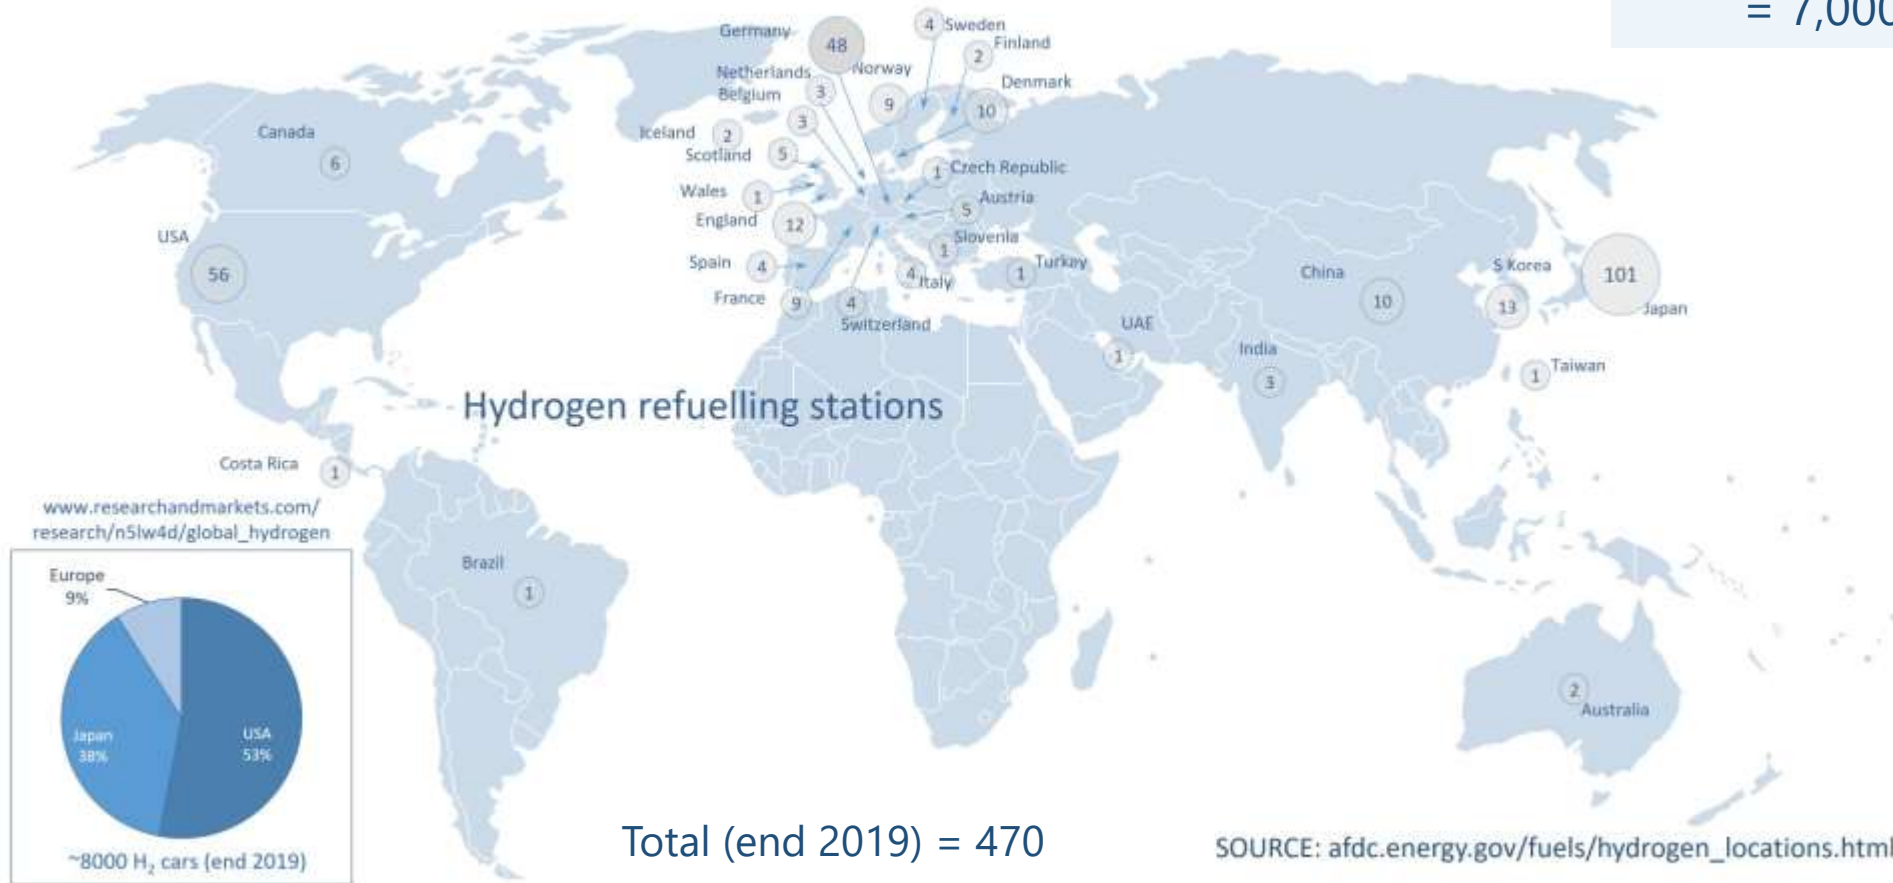 = 7,000
Germany
48
4
Sweden
2
Finland
Norway
9
Netherlands
3
Belgium
3
Denmark
10
Iceland
2
Canada
6
Scotland
5
1
Czech Republic
Wales
1
Austria
5
England
12
USA
56
Slovenia
1
Spain
4
4
Italy
Turkey
1
China
10
S Korea
13
101
Japan
France
9
4
Switzerland
UAE
1
India
3
1
Taiwan
Hydrogen refuelling stations
Costa Rica
1
www.researchandmarkets.com/
research/n5lw4d/global_hydrogen
Brazil
1
Europe
9%
Japan
38%
USA
53%
~8000 H₂ cars (end 2019)
2
Australia
Total (end 2019) = 470
SOURCE: afdc.energy.gov/fuels/hydrogen_locations.html